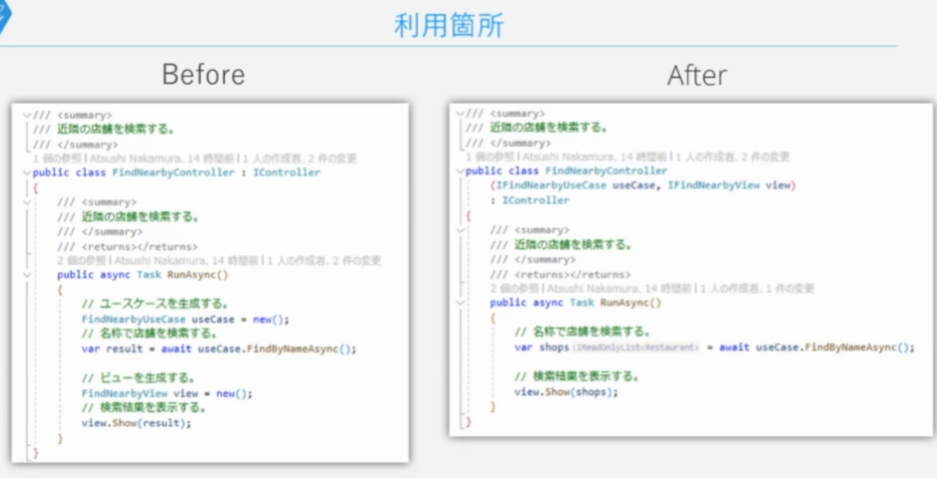 利用箇所
Before
/// <summary>
/// 近隣の店舗を検索する。
/// </summary>
1 個の参照 | Atsushi Nakamura、14 時間前 | 1 人の作成者、2 件の変更
public class FindNearbyController : IController
{
/// <summary>
/// 近隣の店舗を検索する。
/// </summary>
/// <returns></returns>
2 個の参照 | Atsushi Nakamura、14 時間前 | 1 人の作成者、2 件の変更
public async Task RunAsync()
{
// ユースケースを生成する。
FindNearbyUseCase useCase = new();
// 名称で店舗を検索する。
var result = await useCase.FindByNameAsync();
// ビューを生成する。
FindNearbyView view = new();
// 検索結果を表示する。
view.Show(result);
}
}
After
/// <summary>
/// 近隣の店舗を検索する。
/// </summary>
1 個の参照 | Atsushi Nakamura、14 時間前 | 1 人の作成者、2 件の変更
public class FindNearbyController
(IFindNearbyUseCase useCase, IFindNearbyView view)
: IController
{
/// <summary>
/// 近隣の店舗を検索する。
/// </summary>
/// <returns></returns>
2 個の参照 | Atsushi Nakamura、14 時間前 | 1 人の作成者、1 件の変更
public async Task RunAsync()
{
// 名称で店舗を検索する。
var shops :IReadOnlyList<Restaurant> = await useCase.FindByNameAsync();
// 検索結果を表示する。
view.Show(shops);
}
}